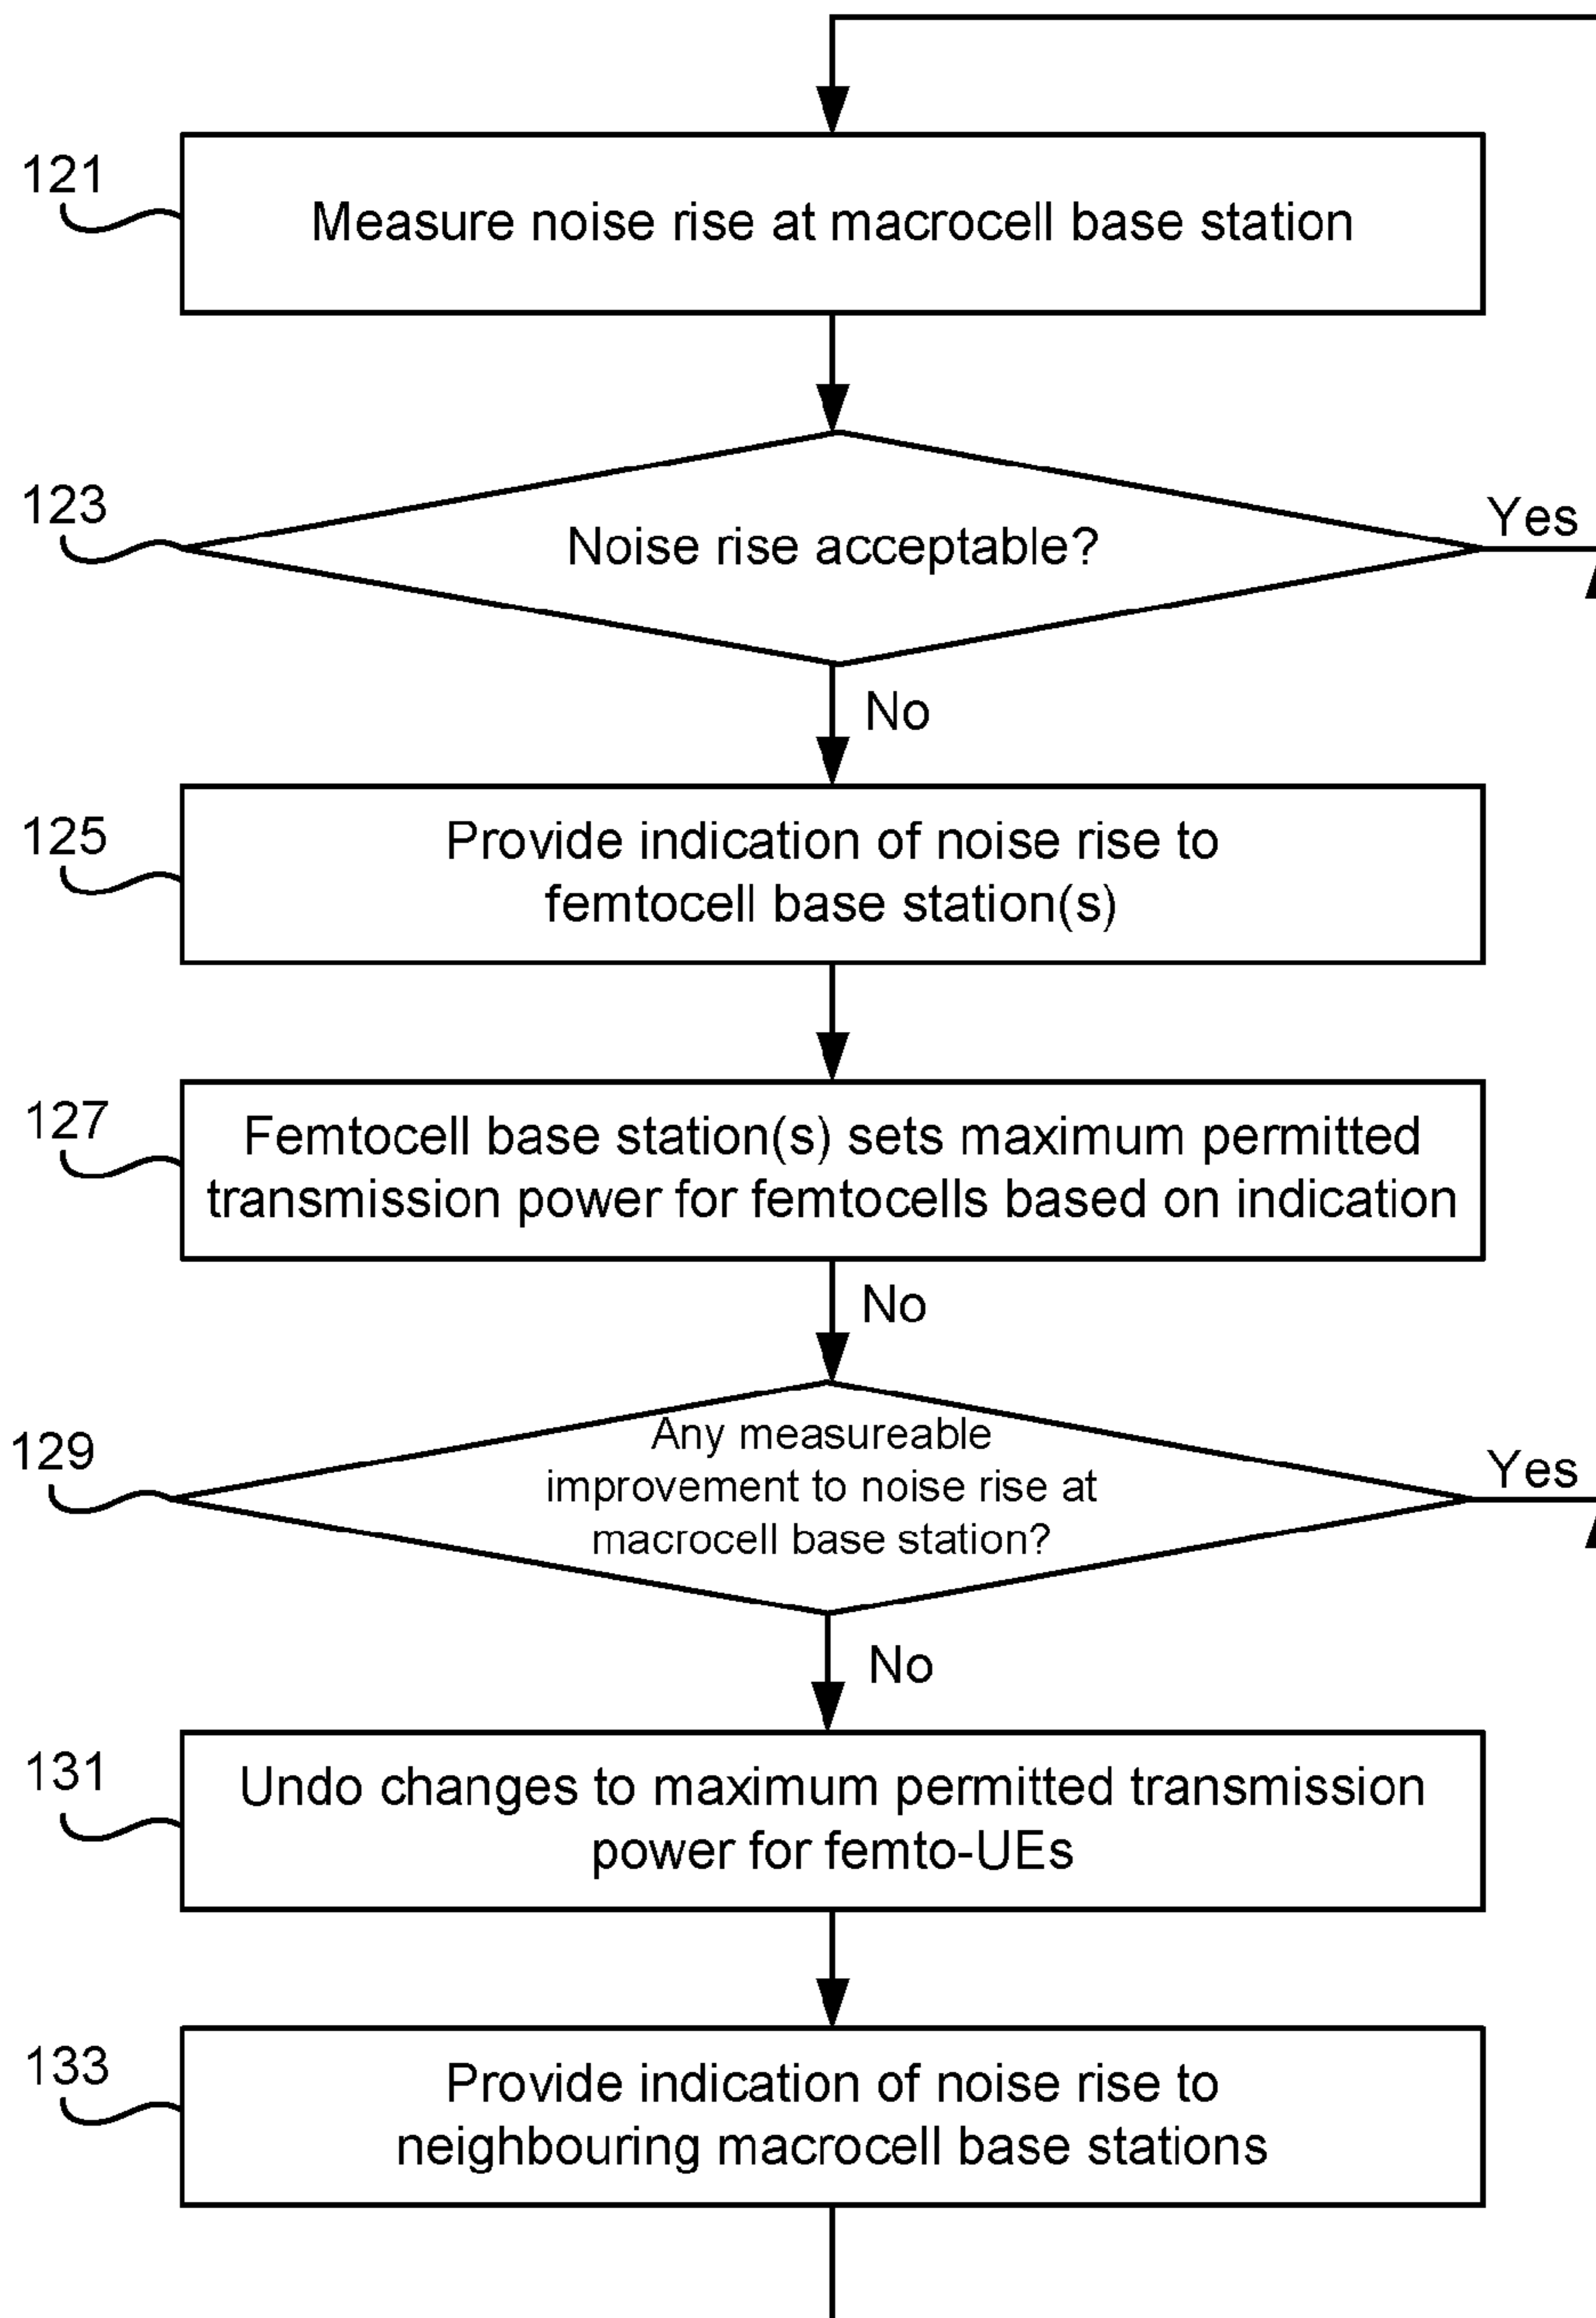 121
Measure noise rise at macrocell base station
123
Noise rise acceptable?
Yes
No
125
Provide indication of noise rise to
femtocell base station(s)
127
Femtocell base station(s) sets maximum permitted
transmission power for femtocells based on indication
No
129
Any measureable
improvement to noise rise at
macrocell base station?
Yes
No
131
Undo changes to maximum permitted transmission
power for femto-UEs
133
Provide indication of noise rise to
neighbouring macrocell base stations